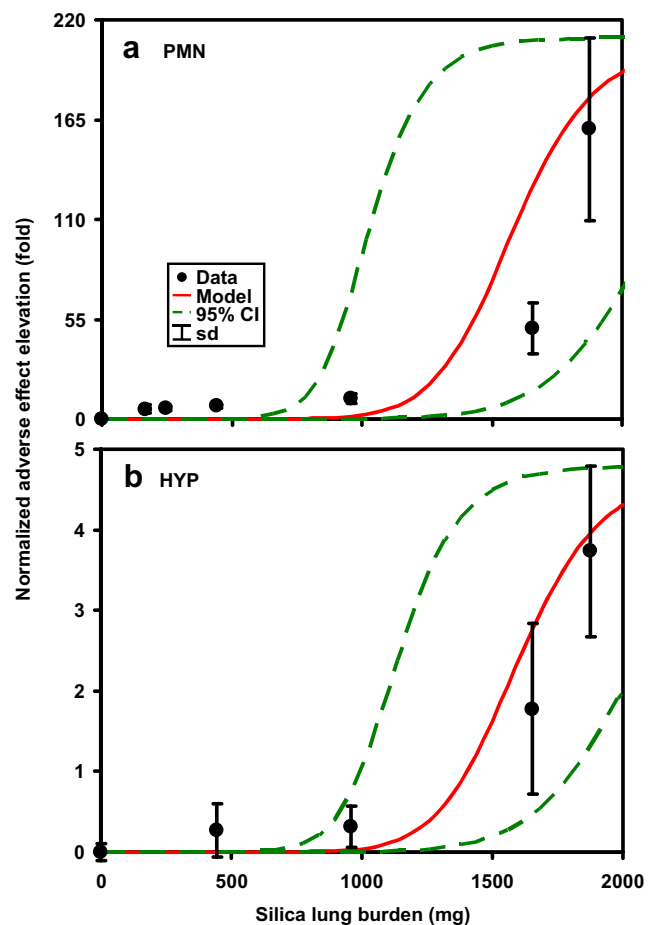 Normalized adverse effect elevation (fold)
220
165
110
55
0
a PMN
Data
Model
95% CI
sd
5
4
3
2
1
0
b HYP
0 500 1000 1500 2000
Silica lung burden (mg)